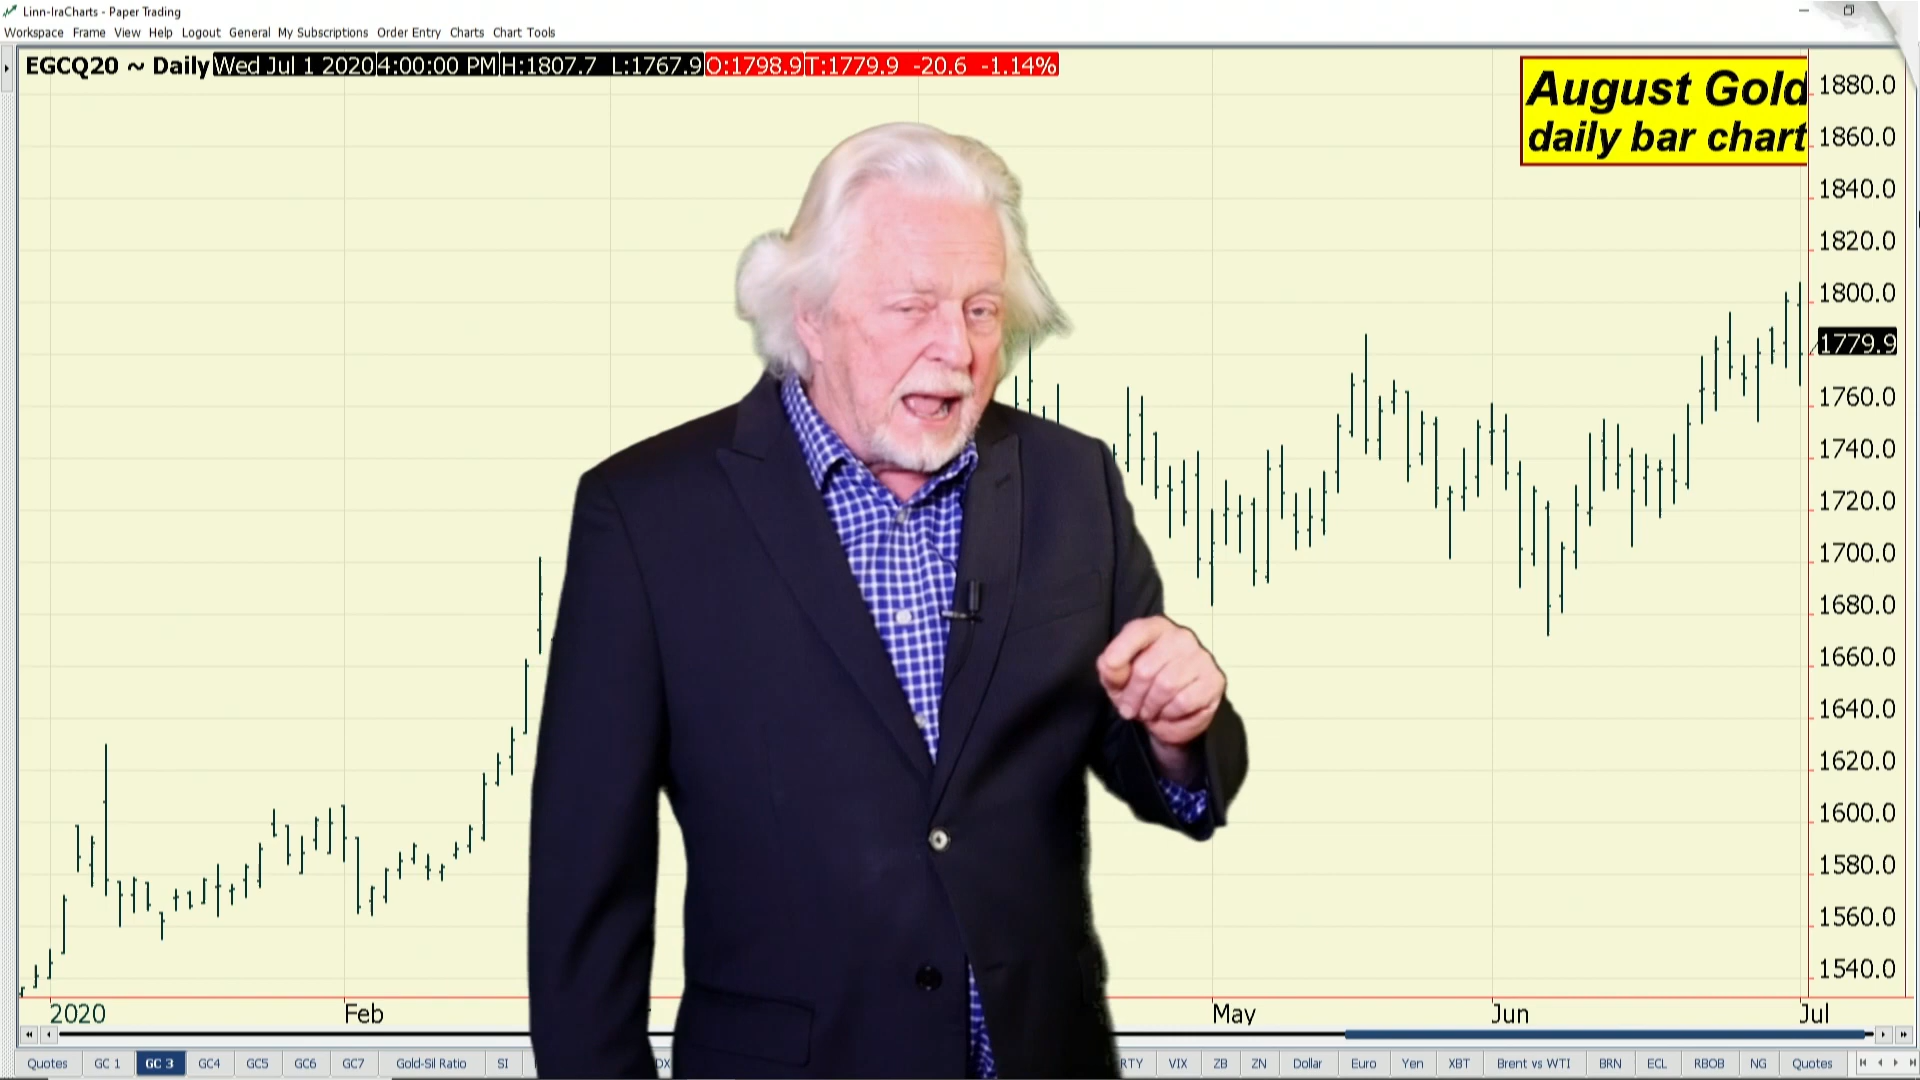 Linn-IraCharts - Paper Trading
Workspace Frame View Help Logout General My Subscriptions Order Entry Charts Chart Tools
EGCQ20 ~ Daily Wed Jul 1 2020 4:00:00 PM H:1807.7 L:1767.9 O:1798.9 T:1779.9 -20.6 -1.14%
August Gold
daily bar chart
1880.0
1860.0
1840.0
1820.0
1800.0
1779.9
1760.0
1740.0
1720.0
1700.0
1680.0
1660.0
1640.0
1620.0
1600.0
1580.0
1560.0
1540.0
2020 Feb May Jun Jul
Quotes GC 1 GC 3 GC4 GC5 GC6 GC7 Gold-Sil Ratio SI DX RTY VIX ZB ZN Dollar Euro Yen XBT Brent vs WTI BRN ECL RBOB NG Quotes